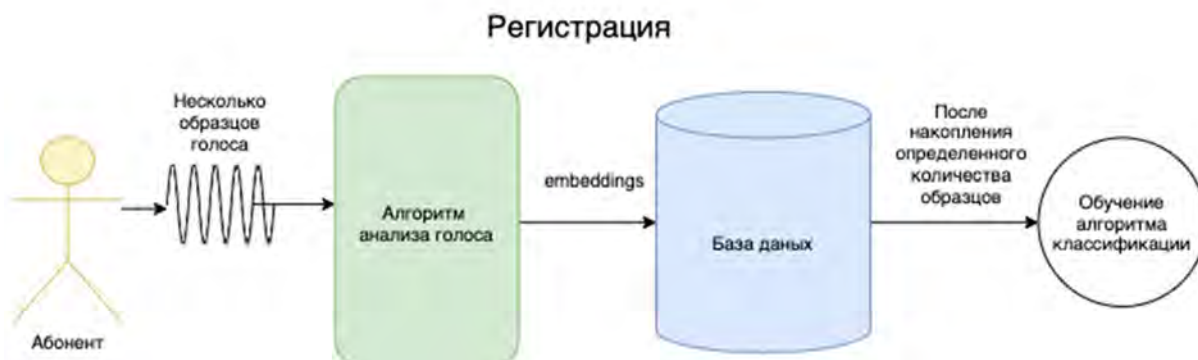 Регистрация
Несколько
образцов
голоса
Абонент
Алгоритм
анализа голоса
embeddings
База даных
После
накопления
определенного
количества
образцов
Обучение
алгоритма
классификации